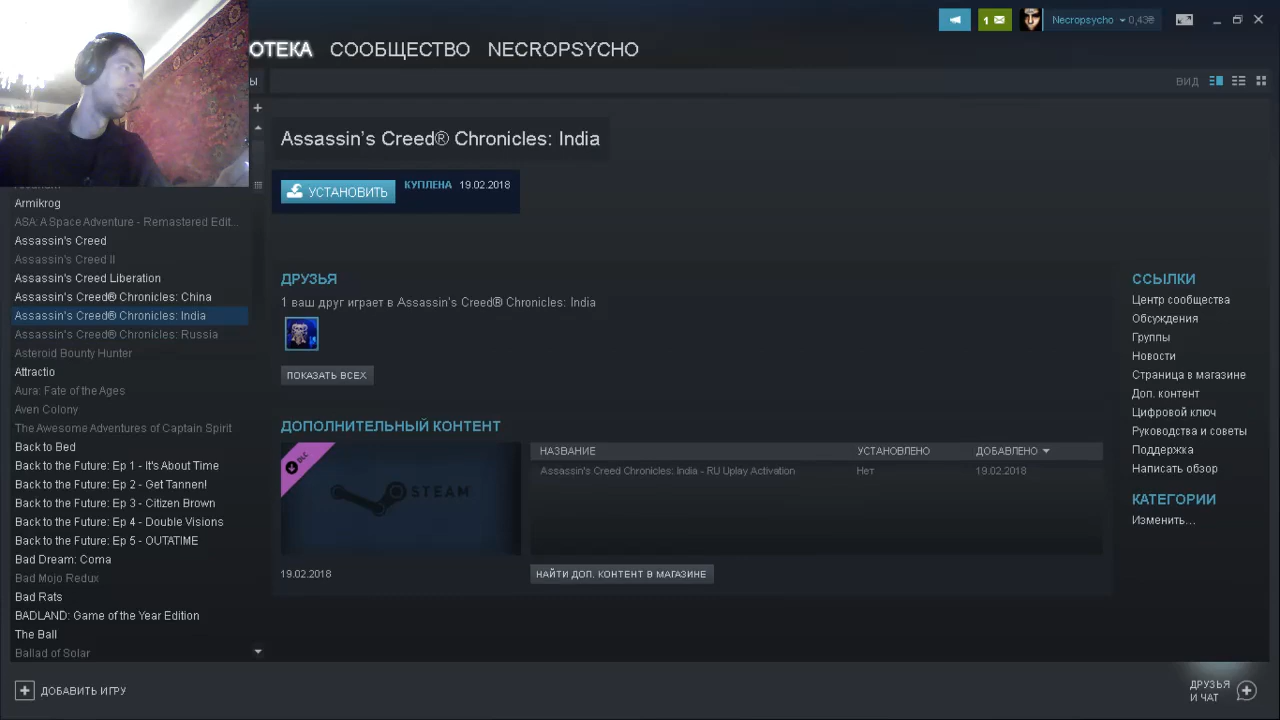 1
Necropsycho
0,43₴
ОТЕКА СООБЩЕСТВО NECROPSYCHO
Ы
ВИД
Assassin's Creed® Chronicles: India
УСТАНОВИТЬ
КУПЛЕНА 19.02.2018
Armikrog
ASA: A Space Adventure - Remastered Edit...
Assassin's Creed
Assassin's Creed II
Assassin's Creed Liberation
Assassin's Creed® Chronicles: China
Assassin's Creed® Chronicles: India
Assassin's Creed® Chronicles: Russia
Asteroid Bounty Hunter
Attractio
Aura: Fate of the Ages
Aven Colony
The Awesome Adventures of Captain Spirit
Back to Bed
Back to the Future: Ep 1 - It's About Time
Back to the Future: Ep 2 - Get Tannen!
Back to the Future: Ep 3 - Citizen Brown
Back to the Future: Ep 4 - Double Visions
Back to the Future: Ep 5 - OUTATIME
Bad Dream: Coma
Bad Mojo Redux
Bad Rats
BADLAND: Game of the Year Edition
The Ball
Ballad of Solar
ДРУЗЬЯ
1 ваш друг играет в Assassin's Creed® Chronicles: India
ПОКАЗАТЬ ВСЕХ
ДОПОЛНИТЕЛЬНЫЙ КОНТЕНТ
DLC
STEAM
19.02.2018
НАЗВАНИЕ УСТАНОВЛЕНО ДОБАВЛЕНО
Assassin's Creed Chronicles: India - RU Uplay Activation Нет 19.02.2018
НАЙТИ ДОП. КОНТЕНТ В МАГАЗИНЕ
ССЫЛКИ
Центр сообщества
Обсуждения
Группы
Новости
Страница в магазине
Доп. контент
Цифровой ключ
Руководства и советы
Поддержка
Написать обзор
КАТЕГОРИИ
Изменить...
ДОБАВИТЬ ИГРУ
ДРУЗЬЯ
И ЧАТ